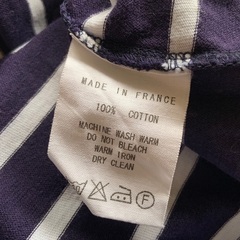 MADE IN FRANCE
100% COTTON
MACHINE WASH WARM
DO NOT BLEACH
WARM IRON
DRY CLEAN
F